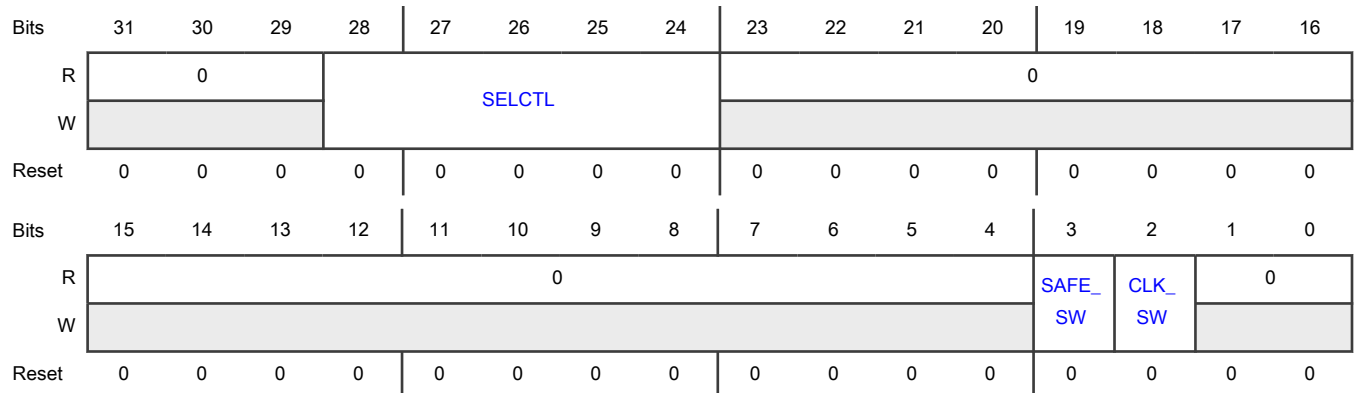 Bits 31 30 29 28 27 26 25 24 23 22 21 20 19 18 17 16
R 0 SELCTL 0
W
Reset 0 0 0 0 0 0 0 0 0 0 0 0 0 0 0 0
Bits 15 14 13 12 11 10 9 8 7 6 5 4 3 2 1 0
R 0 SAFE_ CLK_ 0
W SW SW
Reset 0 0 0 0 0 0 0 0 0 0 0 0 0 0 0 0